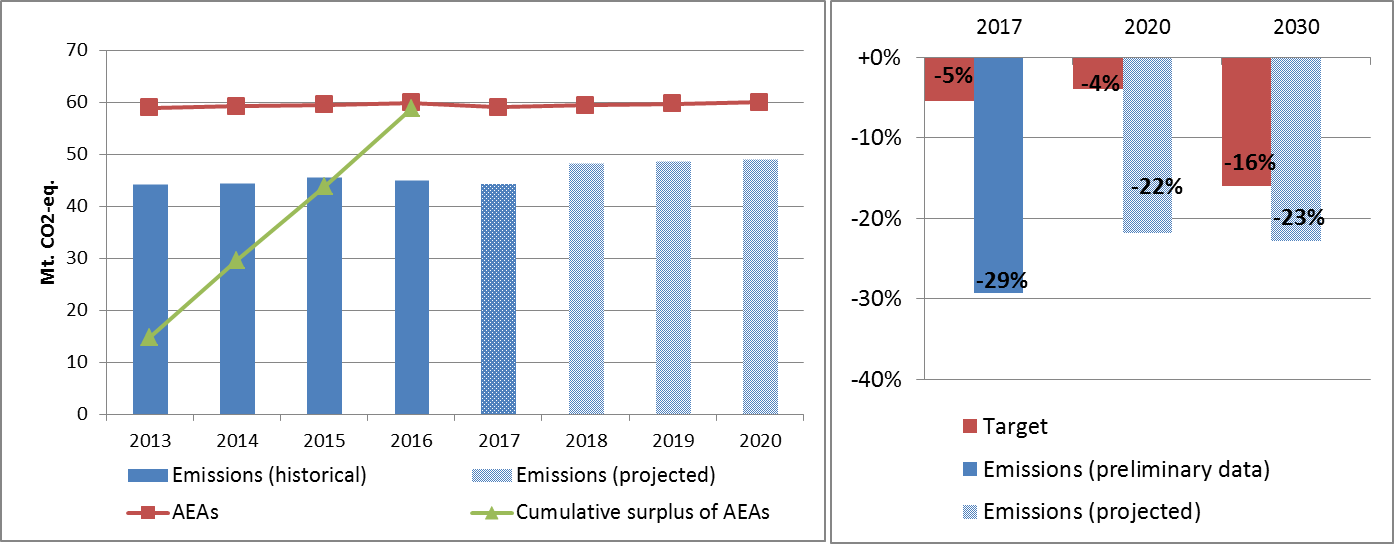 70
60
50
40
30
20
10
0
Mt. CO2-eq.
2013 2014 2015 2016 2017 2018 2019 2020
Emissions (historical) Emissions (projected)
AEAs Cumulative surplus of AEAs
2017 2020 2030
+0%
-10%
-20%
-30%
-40%
-5% -4%
-16%
-22% -23%
-29%
Target
Emissions (preliminary data)
Emissions (projected)